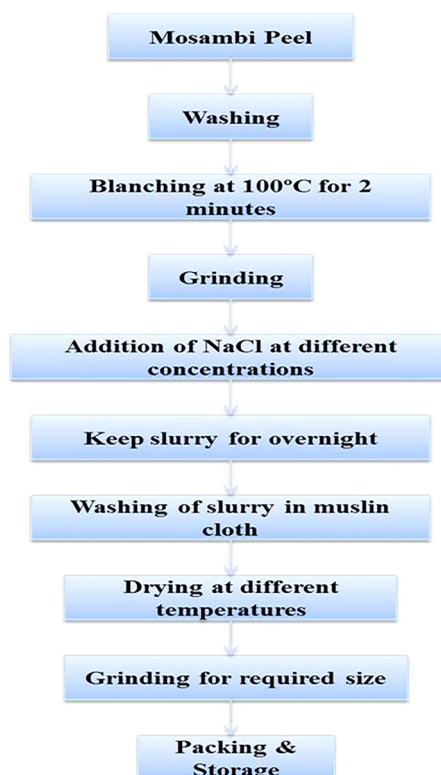 Mosambi Peel
Washing
Blanching at 100°C for 2
minutes
Grinding
Addition of NaCl at different
concentrations
Keep slurry for overnight
Washing of slurry in muslin
cloth
Drying at different
temperatures
Grinding for required size
Packing &
Storage